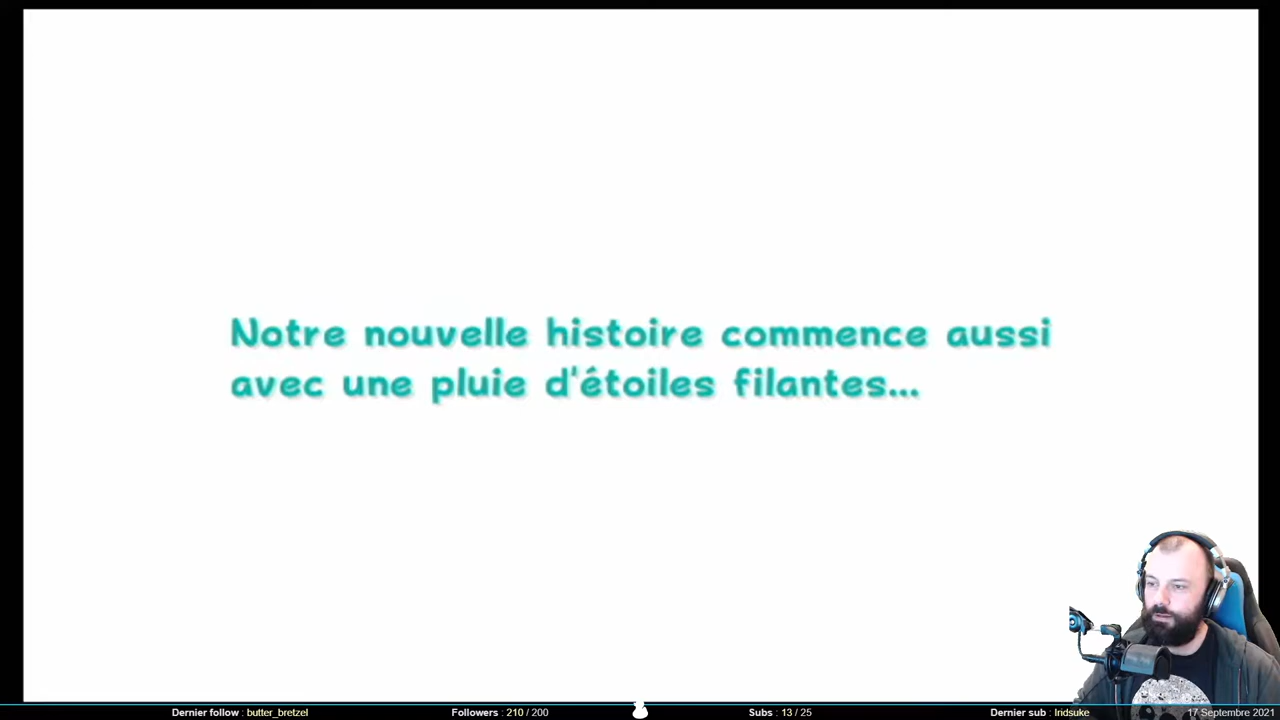 Notre nouvelle histoire commence aussi
avec une pluie d'étoiles filantes...
Dernier follow : butter_bretzel Followers : 210 / 200 Subs : 13 / 25 Dernier sub : Iridsuke 17 Septembre 2021